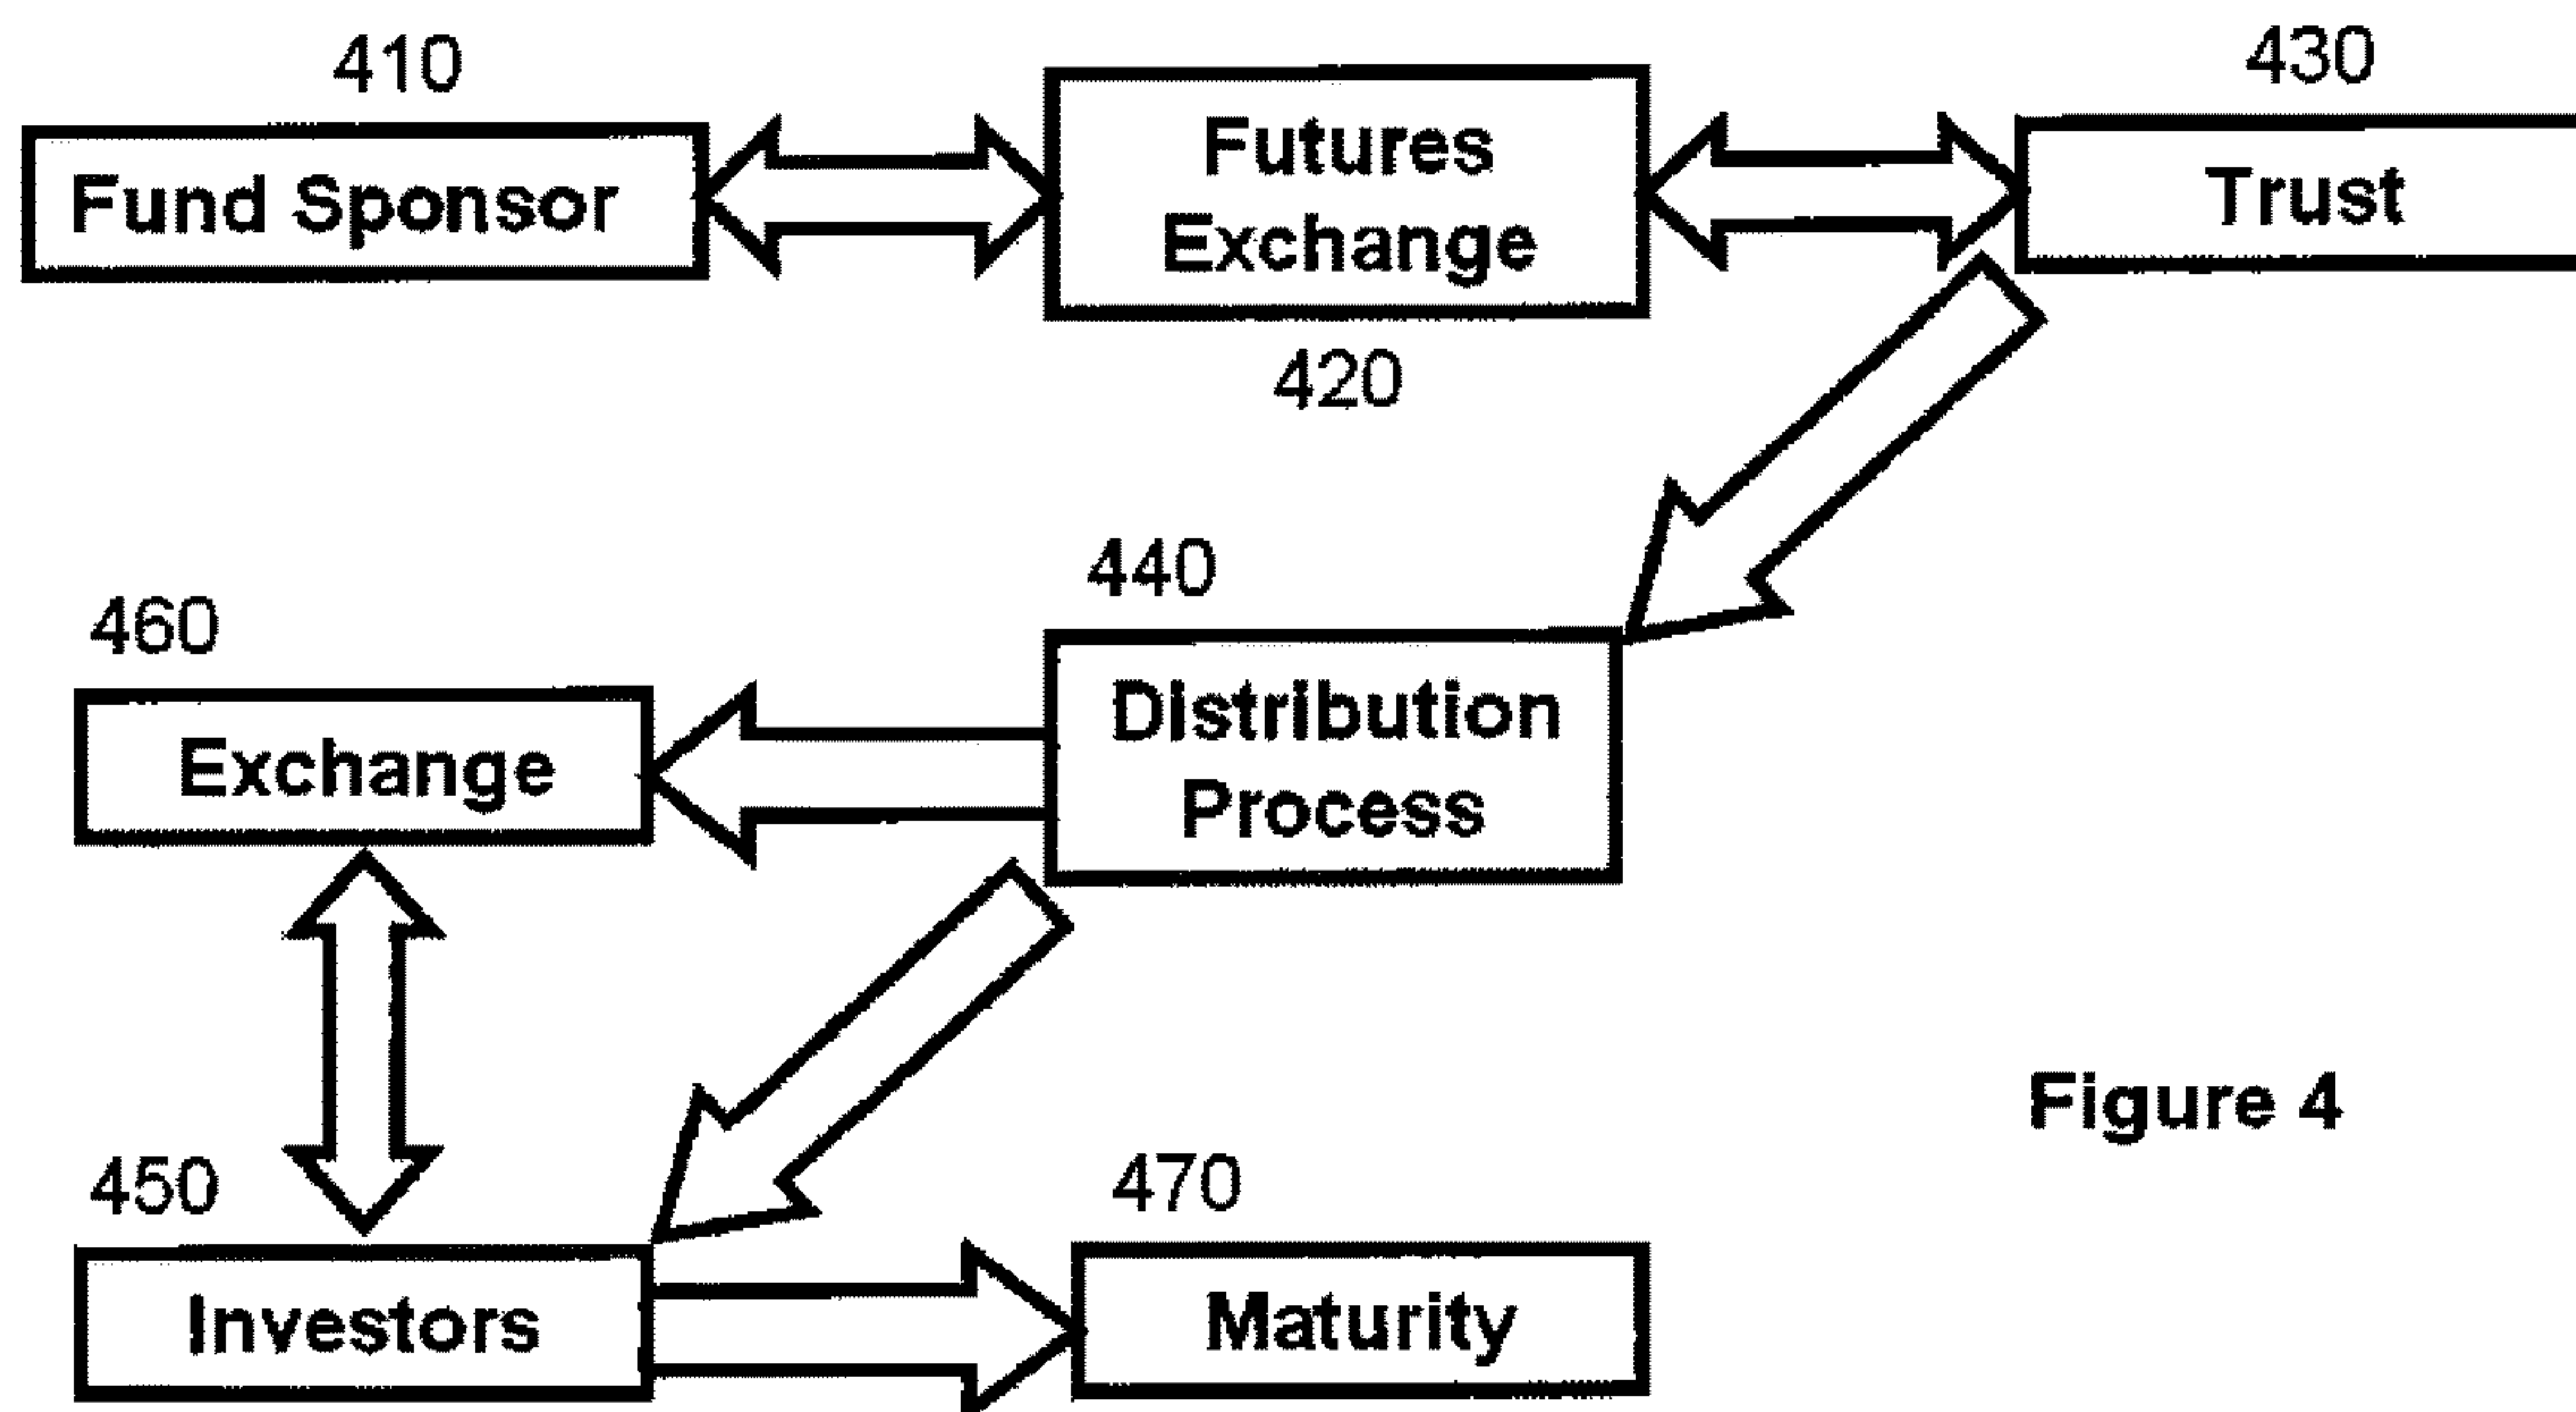 410
Fund Sponsor
Futures
Exchange
420
430
Trust
440
Distribution
Process
460
Exchange
450
Investors
470
Maturity
Figure 4